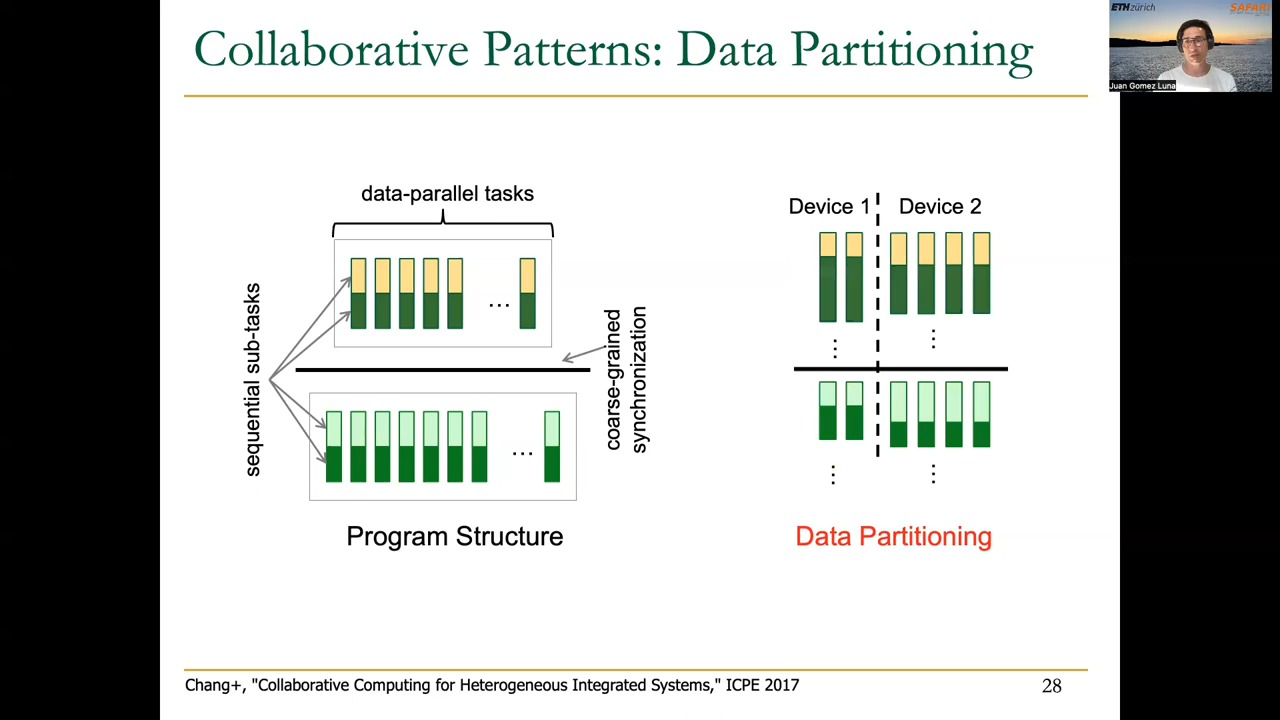 Collaborative Patterns: Data Partitioning
ETH zürich
SAFARI
Juan Gomez Luna
data-parallel tasks
sequential sub-tasks
...
coarse-grained
synchronization
...
Program Structure
Device 1
Device 2
...
...
...
...
Data Partitioning
Chang+, "Collaborative Computing for Heterogeneous Integrated Systems," ICPE 2017
28